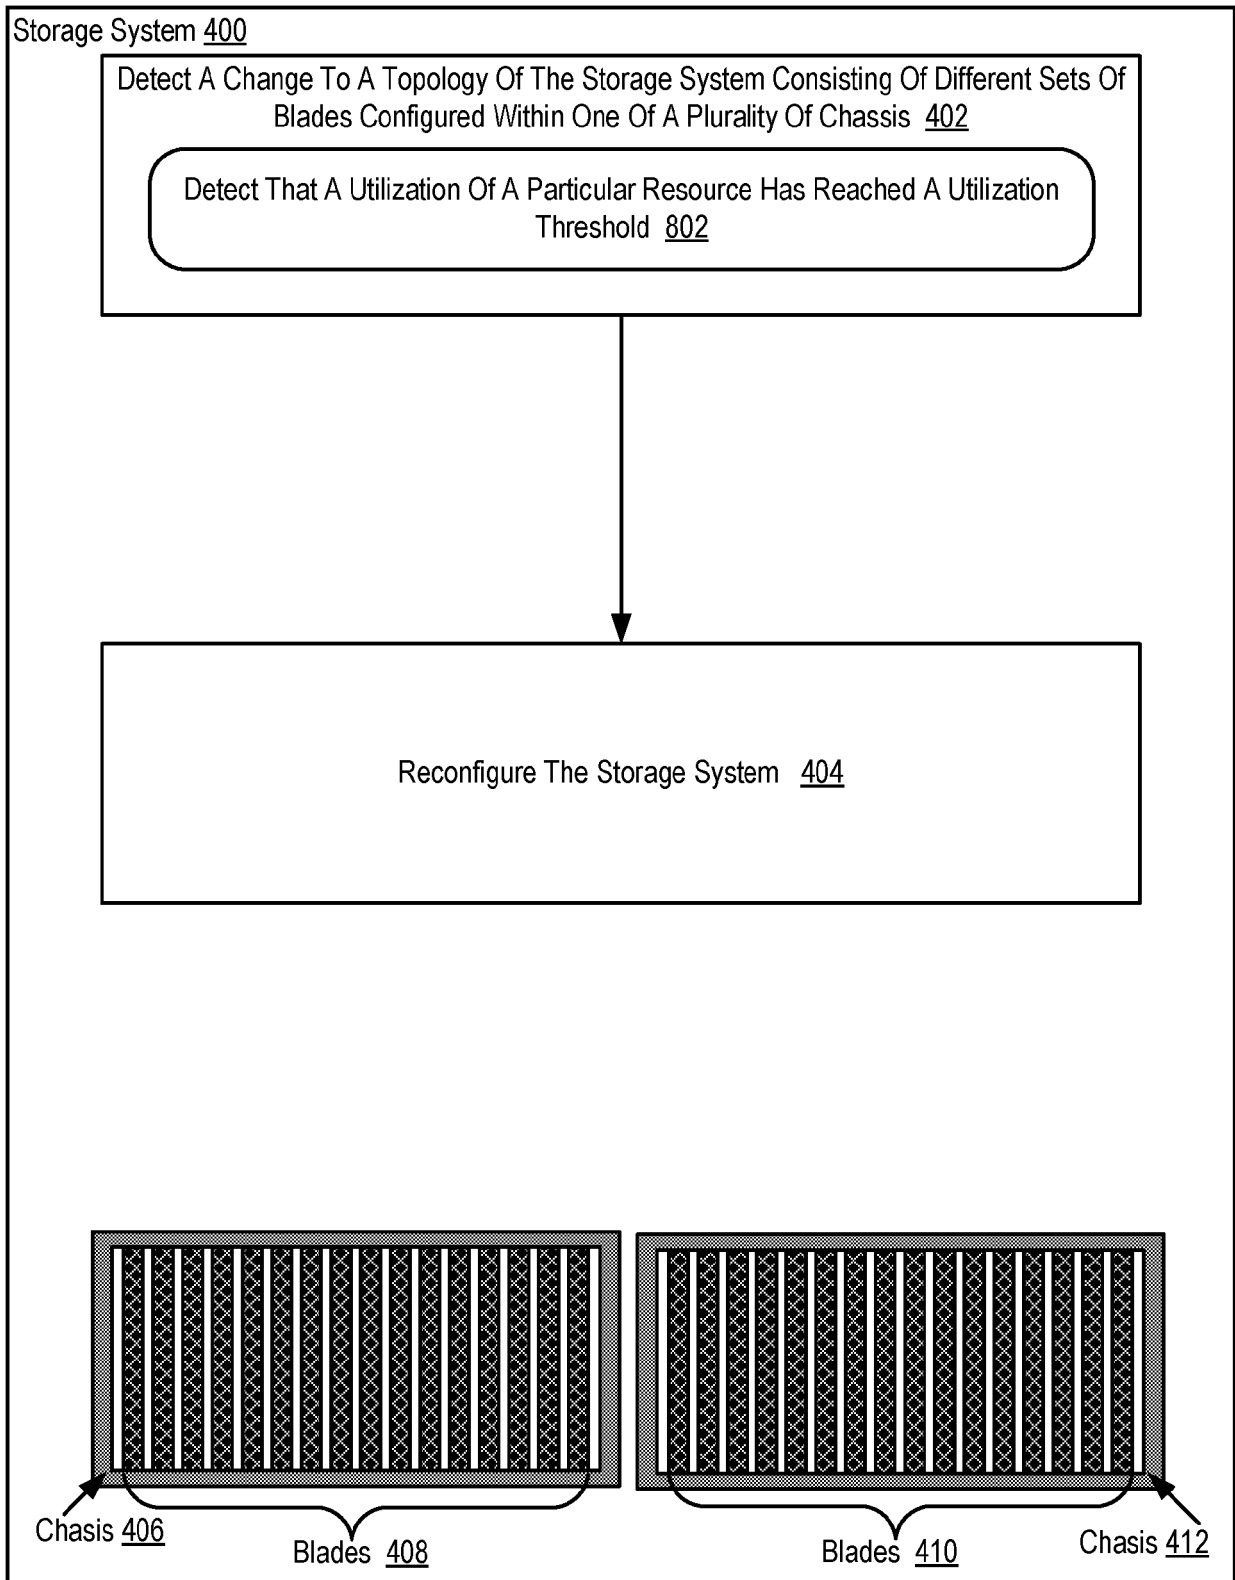 Storage System 400
Detect A Change To A Topology Of The Storage System Consisting Of Different Sets Of
Blades Configured Within One Of A Plurality Of Chassis 402
Detect That A Utilization Of A Particular Resource Has Reached A Utilization
Threshold 802
Reconfigure The Storage System 404
Chasis 406
Blades 408
Blades 410
Chasis 412